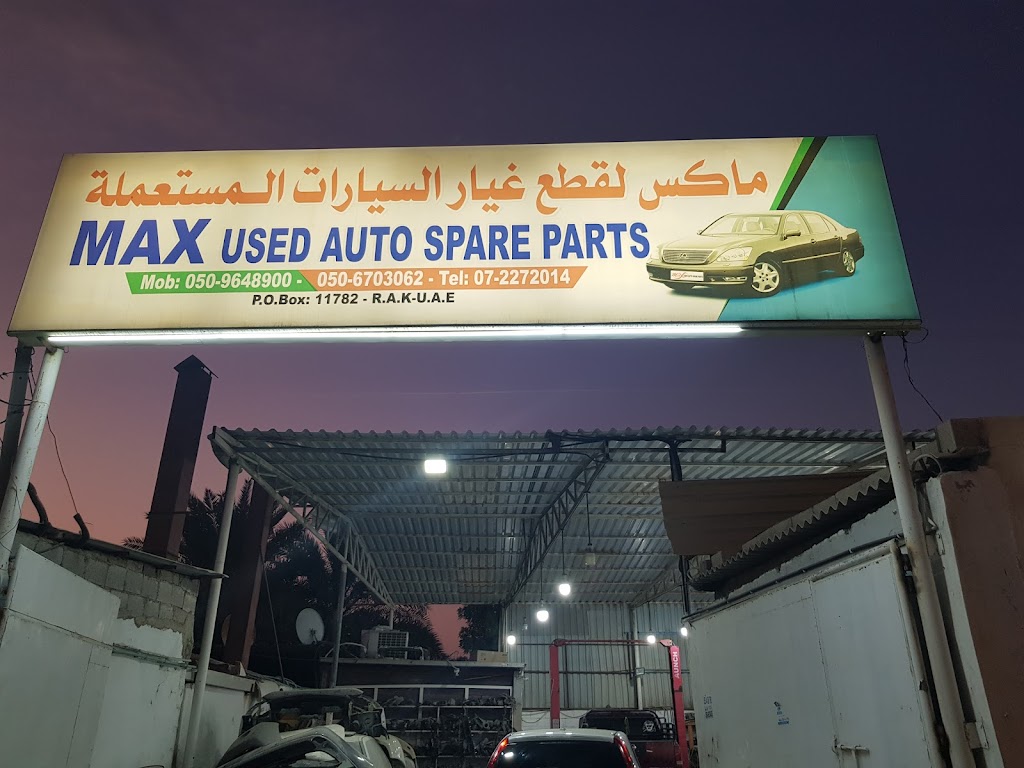 ماكس لقطع غيار السيارات المستعملة
MAX USED AUTO SPARE PARTS
Mob: 050-9648900 - 050-6703062 - Tel: 07-2272014
P.O.Box: 11782 - R.A.K-U.A.E
LAUNCH